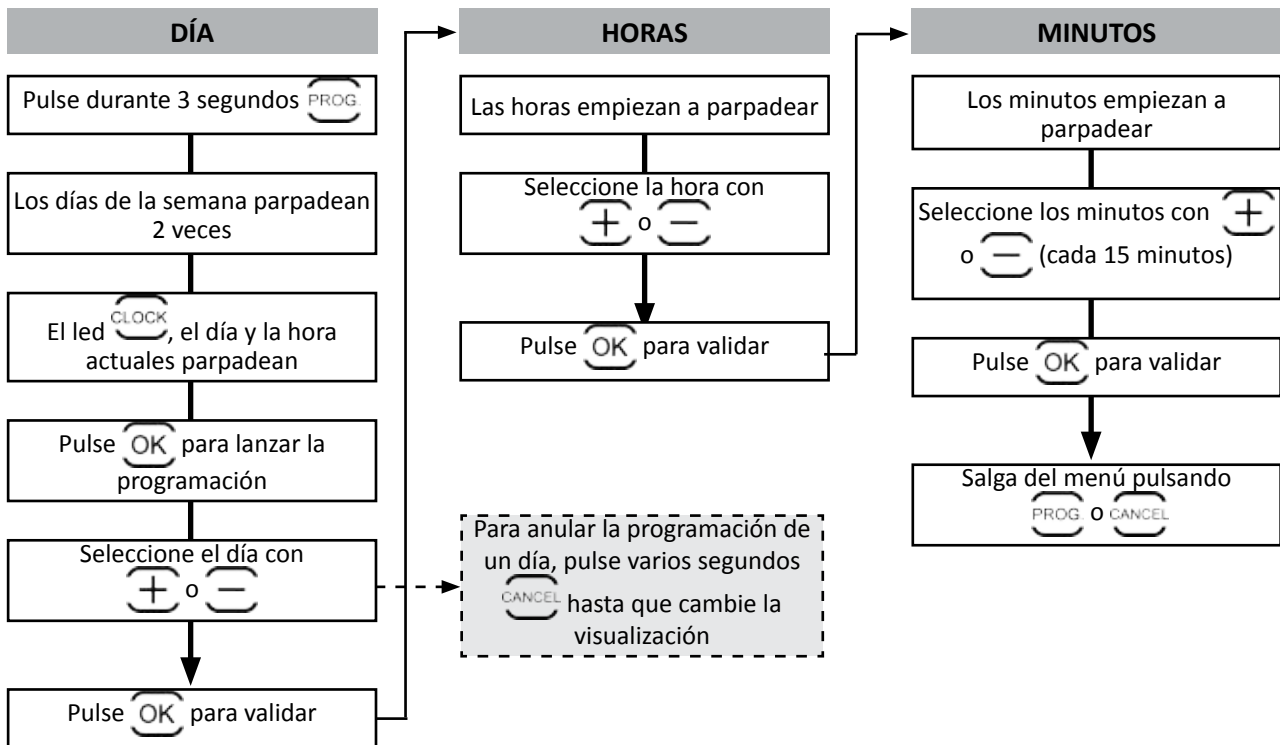 DÍA
Pulse durante 3 segundos PROG.
Los días de la semana parpadean
2 veces
El led CLOCK, el día y la hora
actuales parpadean
Pulse OK para lanzar la
programación
Seleccione el día con
+ o −
Pulse OK para validar
HORAS
Las horas empiezan a parpadear
Seleccione la hora con
+ o −
Pulse OK para validar
Para anular la programación de
un día, pulse varios segundos
CANCEL hasta que cambie la
visualización
MINUTOS
Los minutos empiezan a
parpadear
Seleccione los minutos con +
o − (cada 15 minutos)
Pulse OK para validar
Salga del menú pulsando
PROG. o CANCEL